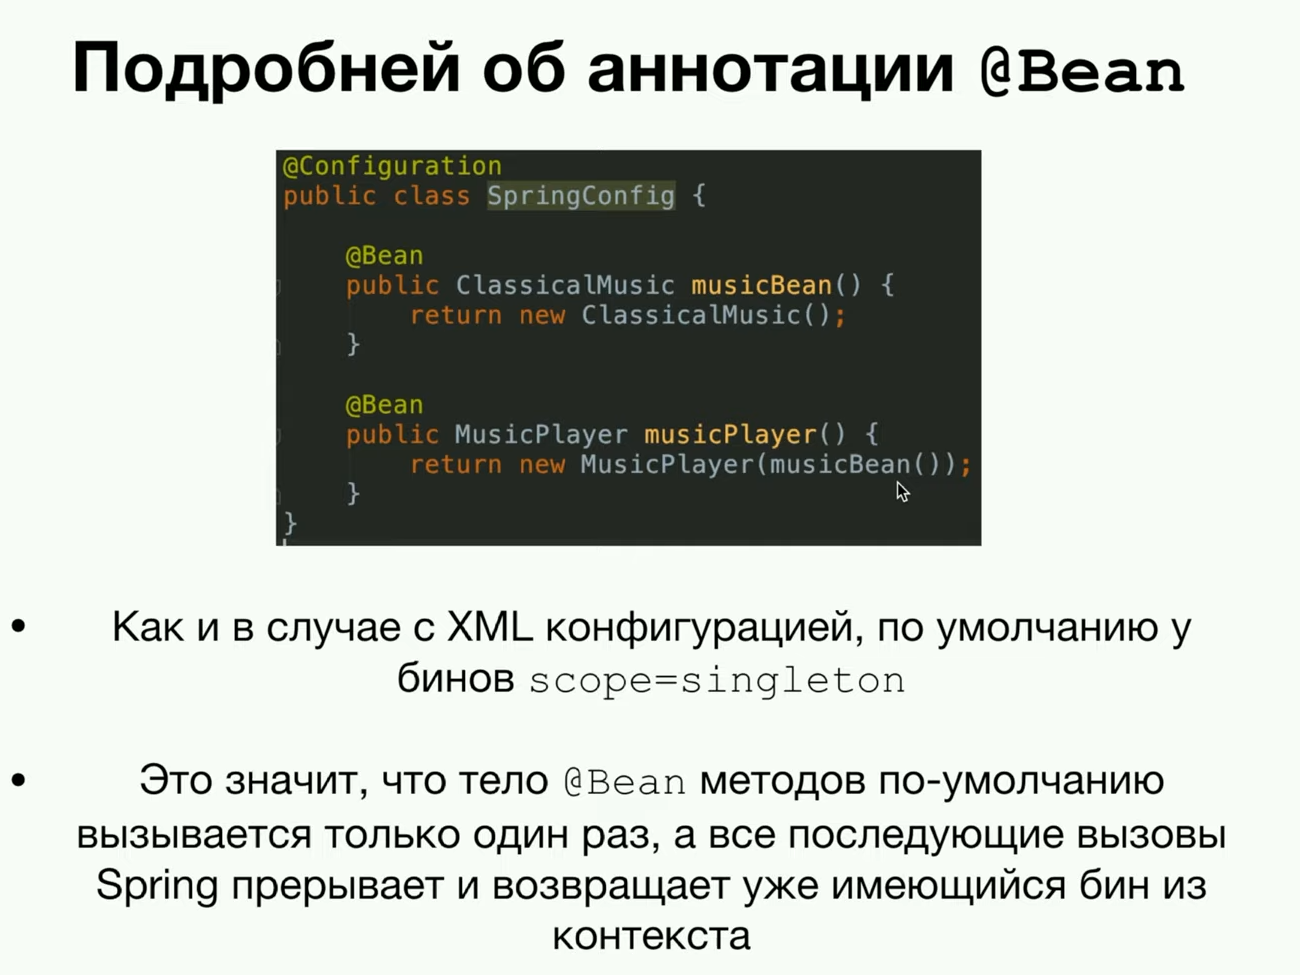 Подробней об аннотации @Bean
@Configuration
public class SpringConfig {
@Bean
public ClassicalMusic musicBean() {
return new ClassicalMusic();
}
@Bean
public MusicPlayer musicPlayer() {
return new MusicPlayer(musicBean());
}
}
• Как и в случае с XML конфигурацией, по умолчанию у
бинов scope=singleton
• Это значит, что тело @Bean методов по-умолчанию
вызывается только один раз, а все последующие вызовы
Spring прерывает и возвращает уже имеющийся бин из
контекста